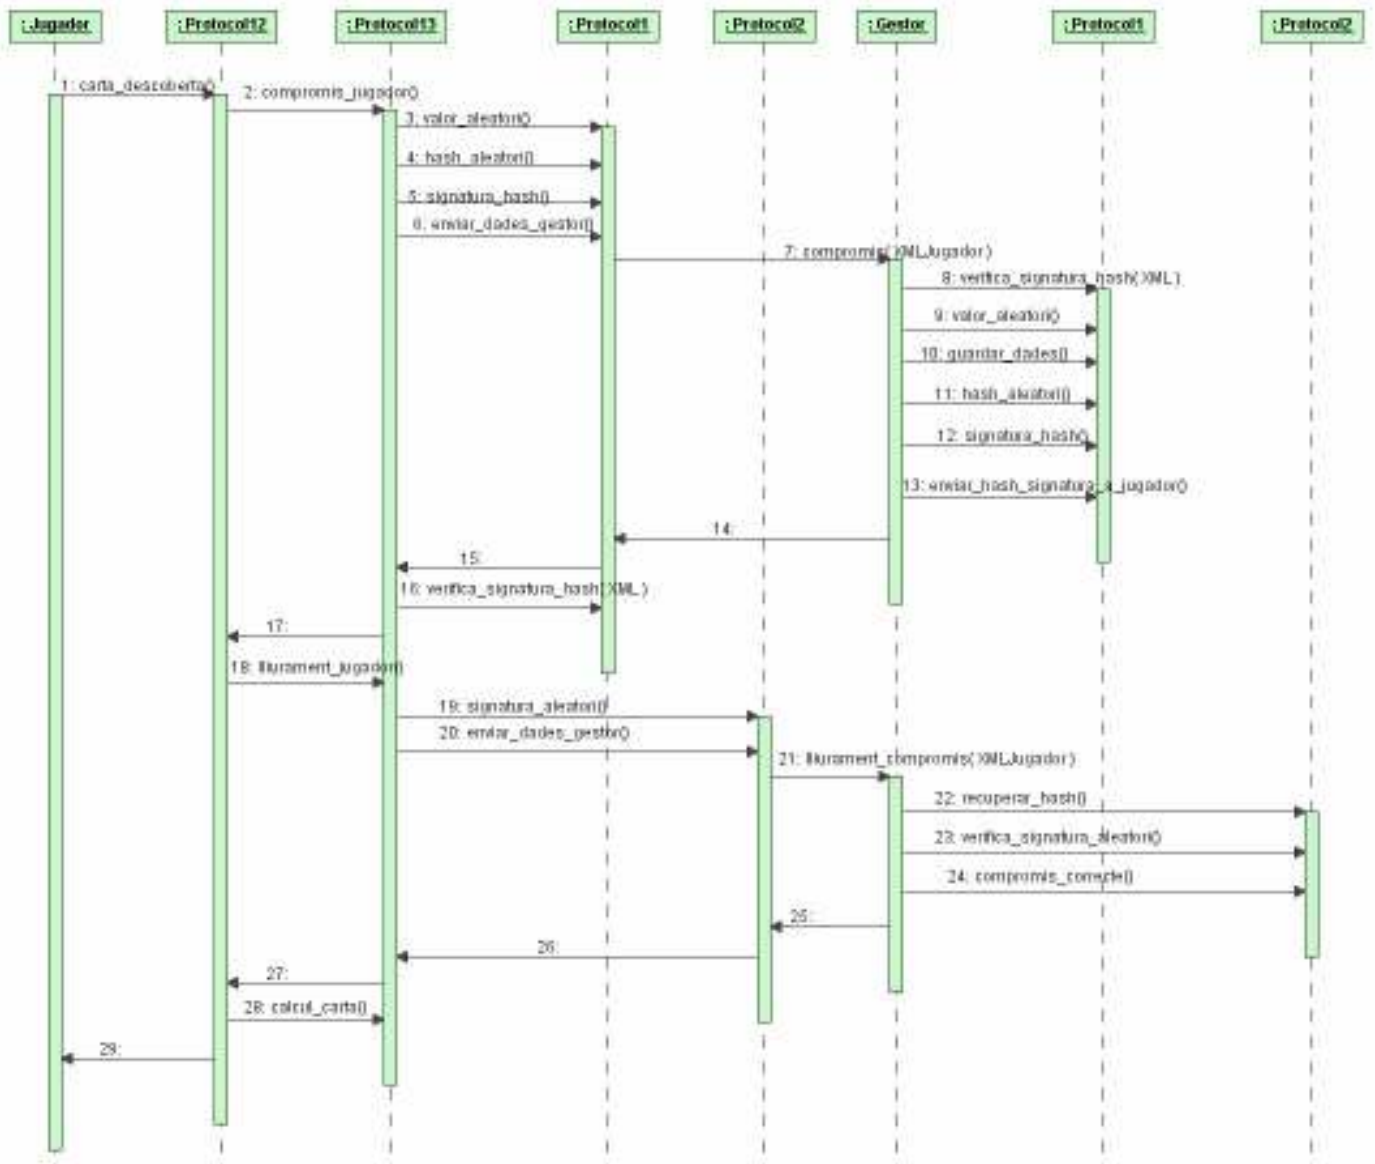 : Jugador
: Protocol12
: Protocol13
: Protocol1
: Protocol2
: Gestor
: Protocol1
: Protocol2
1: carta_descoberta()
2: compromis_jugador()
3: valor_aleatori()
4: hash_aleatori()
5: signatura_hash()
6: enviar_dades_gestor()
7: compromis( XMLJugador )
8: verifica_signatura_hash( XML )
9: valor_aleatori()
10: guardar_dades()
11: hash_aleatori()
12: signatura_hash()
13: enviar_hash_signatura_a_jugador()
14:
15:
16: verifica_signatura_hash( XML )
17:
18: lliurament_jugador()
19: signatura_aleatori()
20: enviar_dades_gestor()
21: lliurament_compromis( XMLJugador )
22: recuperar_hash()
23: verifica_signatura_aleatori()
24: compromis_correcte()
25:
26:
27:
28: calcul_carta()
29: